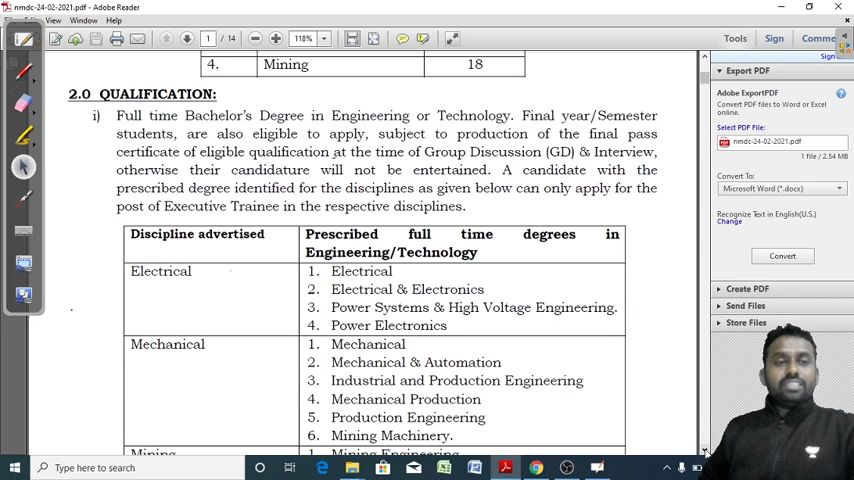 nmdc-24-02-2021.pdf
View Window Help
1 / 14
118%
Tools
Sign
Comme
4. Mining 18
2.0 QUALIFICATION:
i) Full time Bachelor's Degree in Engineering or Technology. Final year/Semester
students, are also eligible to apply, subject to production of the final pass
certificate of eligible qualification at the time of Group Discussion (GD) & Interview,
otherwise their candidature will not be entertained. A candidate with the
prescribed degree identified for the disciplines as given below can only apply for the
post of Executive Trainee in the respective disciplines.
Discipline advertised
Prescribed full time degrees in
Engineering/Technology
Electrical
1. Electrical
2. Electrical & Electronics
3. Power Systems & High Voltage Engineering.
4. Power Electronics
Mechanical
1. Mechanical
2. Mechanical & Automation
3. Industrial and Production Engineering
4. Mechanical Production
5. Production Engineering
6. Mining Machinery.
Mining
1. Mining Engineering
Export PDF
Adobe ExportPDF
Convert PDF files to Word or Excel
online.
Select PDF File:
nmdc-24-02-2021.pdf
1 file / 2.54 MB
Convert To:
Microsoft Word (*.docx)
Recognize Text in English(U.S.)
Change
Convert
Create PDF
Send Files
Store Files
Type here to search